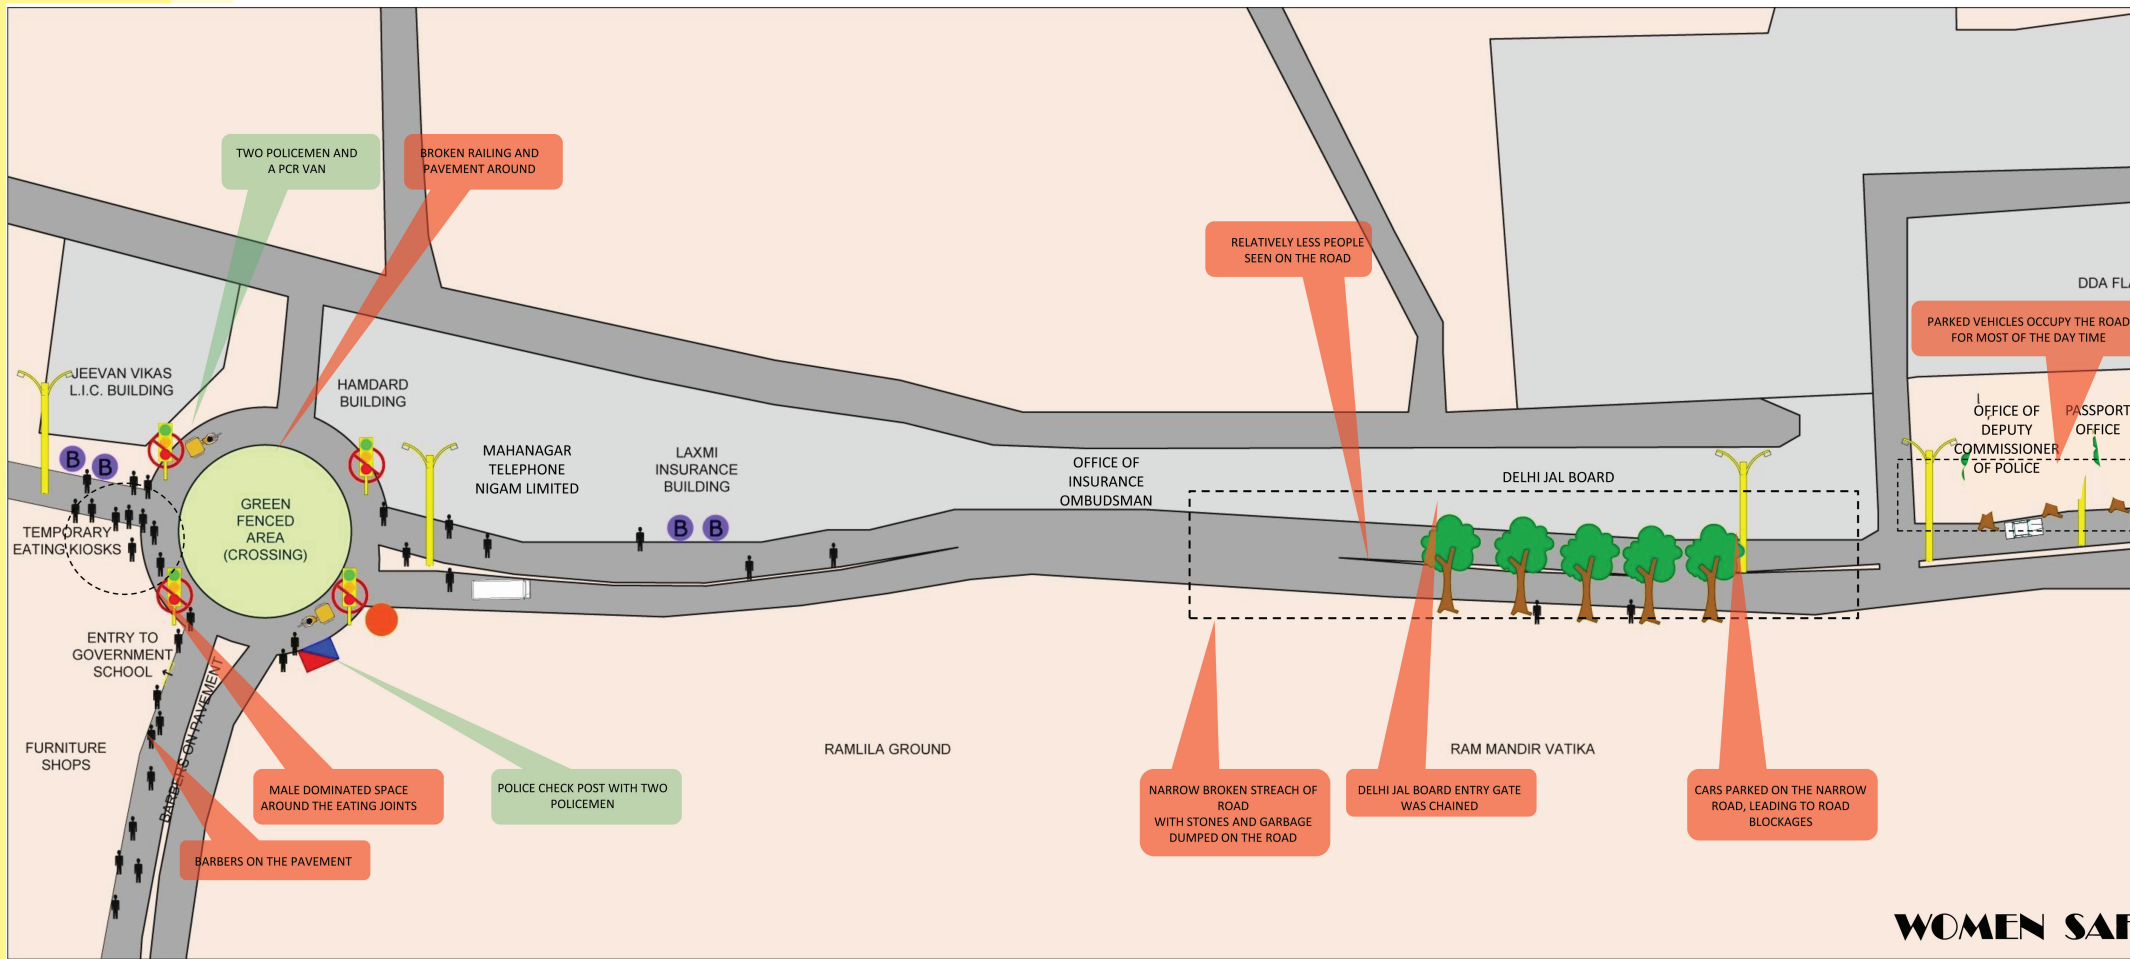 TWO POLICEMEN AND
A PCR VAN
BROKEN RAILING AND
PAVEMENT AROUND
RELATIVELY LESS PEOPLE
SEEN ON THE ROAD
DDA FLA
PARKED VEHICLES OCCUPY THE ROAD
FOR MOST OF THE DAY TIME
JEEVAN VIKAS
L.I.C. BUILDING
HAMDARD
BUILDING
OFFICE OF
DEPUTY
COMMISSIONER
OF POLICE
PASSPORT
OFFICE
B
B
MAHANAGAR
TELEPHONE
NIGAM LIMITED
LAXMI
INSURANCE
BUILDING
B
B
OFFICE OF
INSURANCE
OMBUDSMAN
DELHI JAL BOARD
GREEN
FENCED
AREA
(CROSSING)
TEMPORARY
EATING KIOSKS
ENTRY TO
GOVERNMENT
SCHOOL
BARBERS ON PAVEMENT
FURNITURE
SHOPS
RAMLILA GROUND
RAM MANDIR VATIKA
MALE DOMINATED SPACE
AROUND THE EATING JOINTS
POLICE CHECK POST WITH TWO
POLICEMEN
NARROW BROKEN STREACH OF
ROAD
WITH STONES AND GARBAGE
DUMPED ON THE ROAD
DELHI JAL BOARD ENTRY GATE
WAS CHAINED
CARS PARKED ON THE NARROW
ROAD, LEADING TO ROAD
BLOCKAGES
BARBERS ON THE PAVEMENT
WOMEN SAF